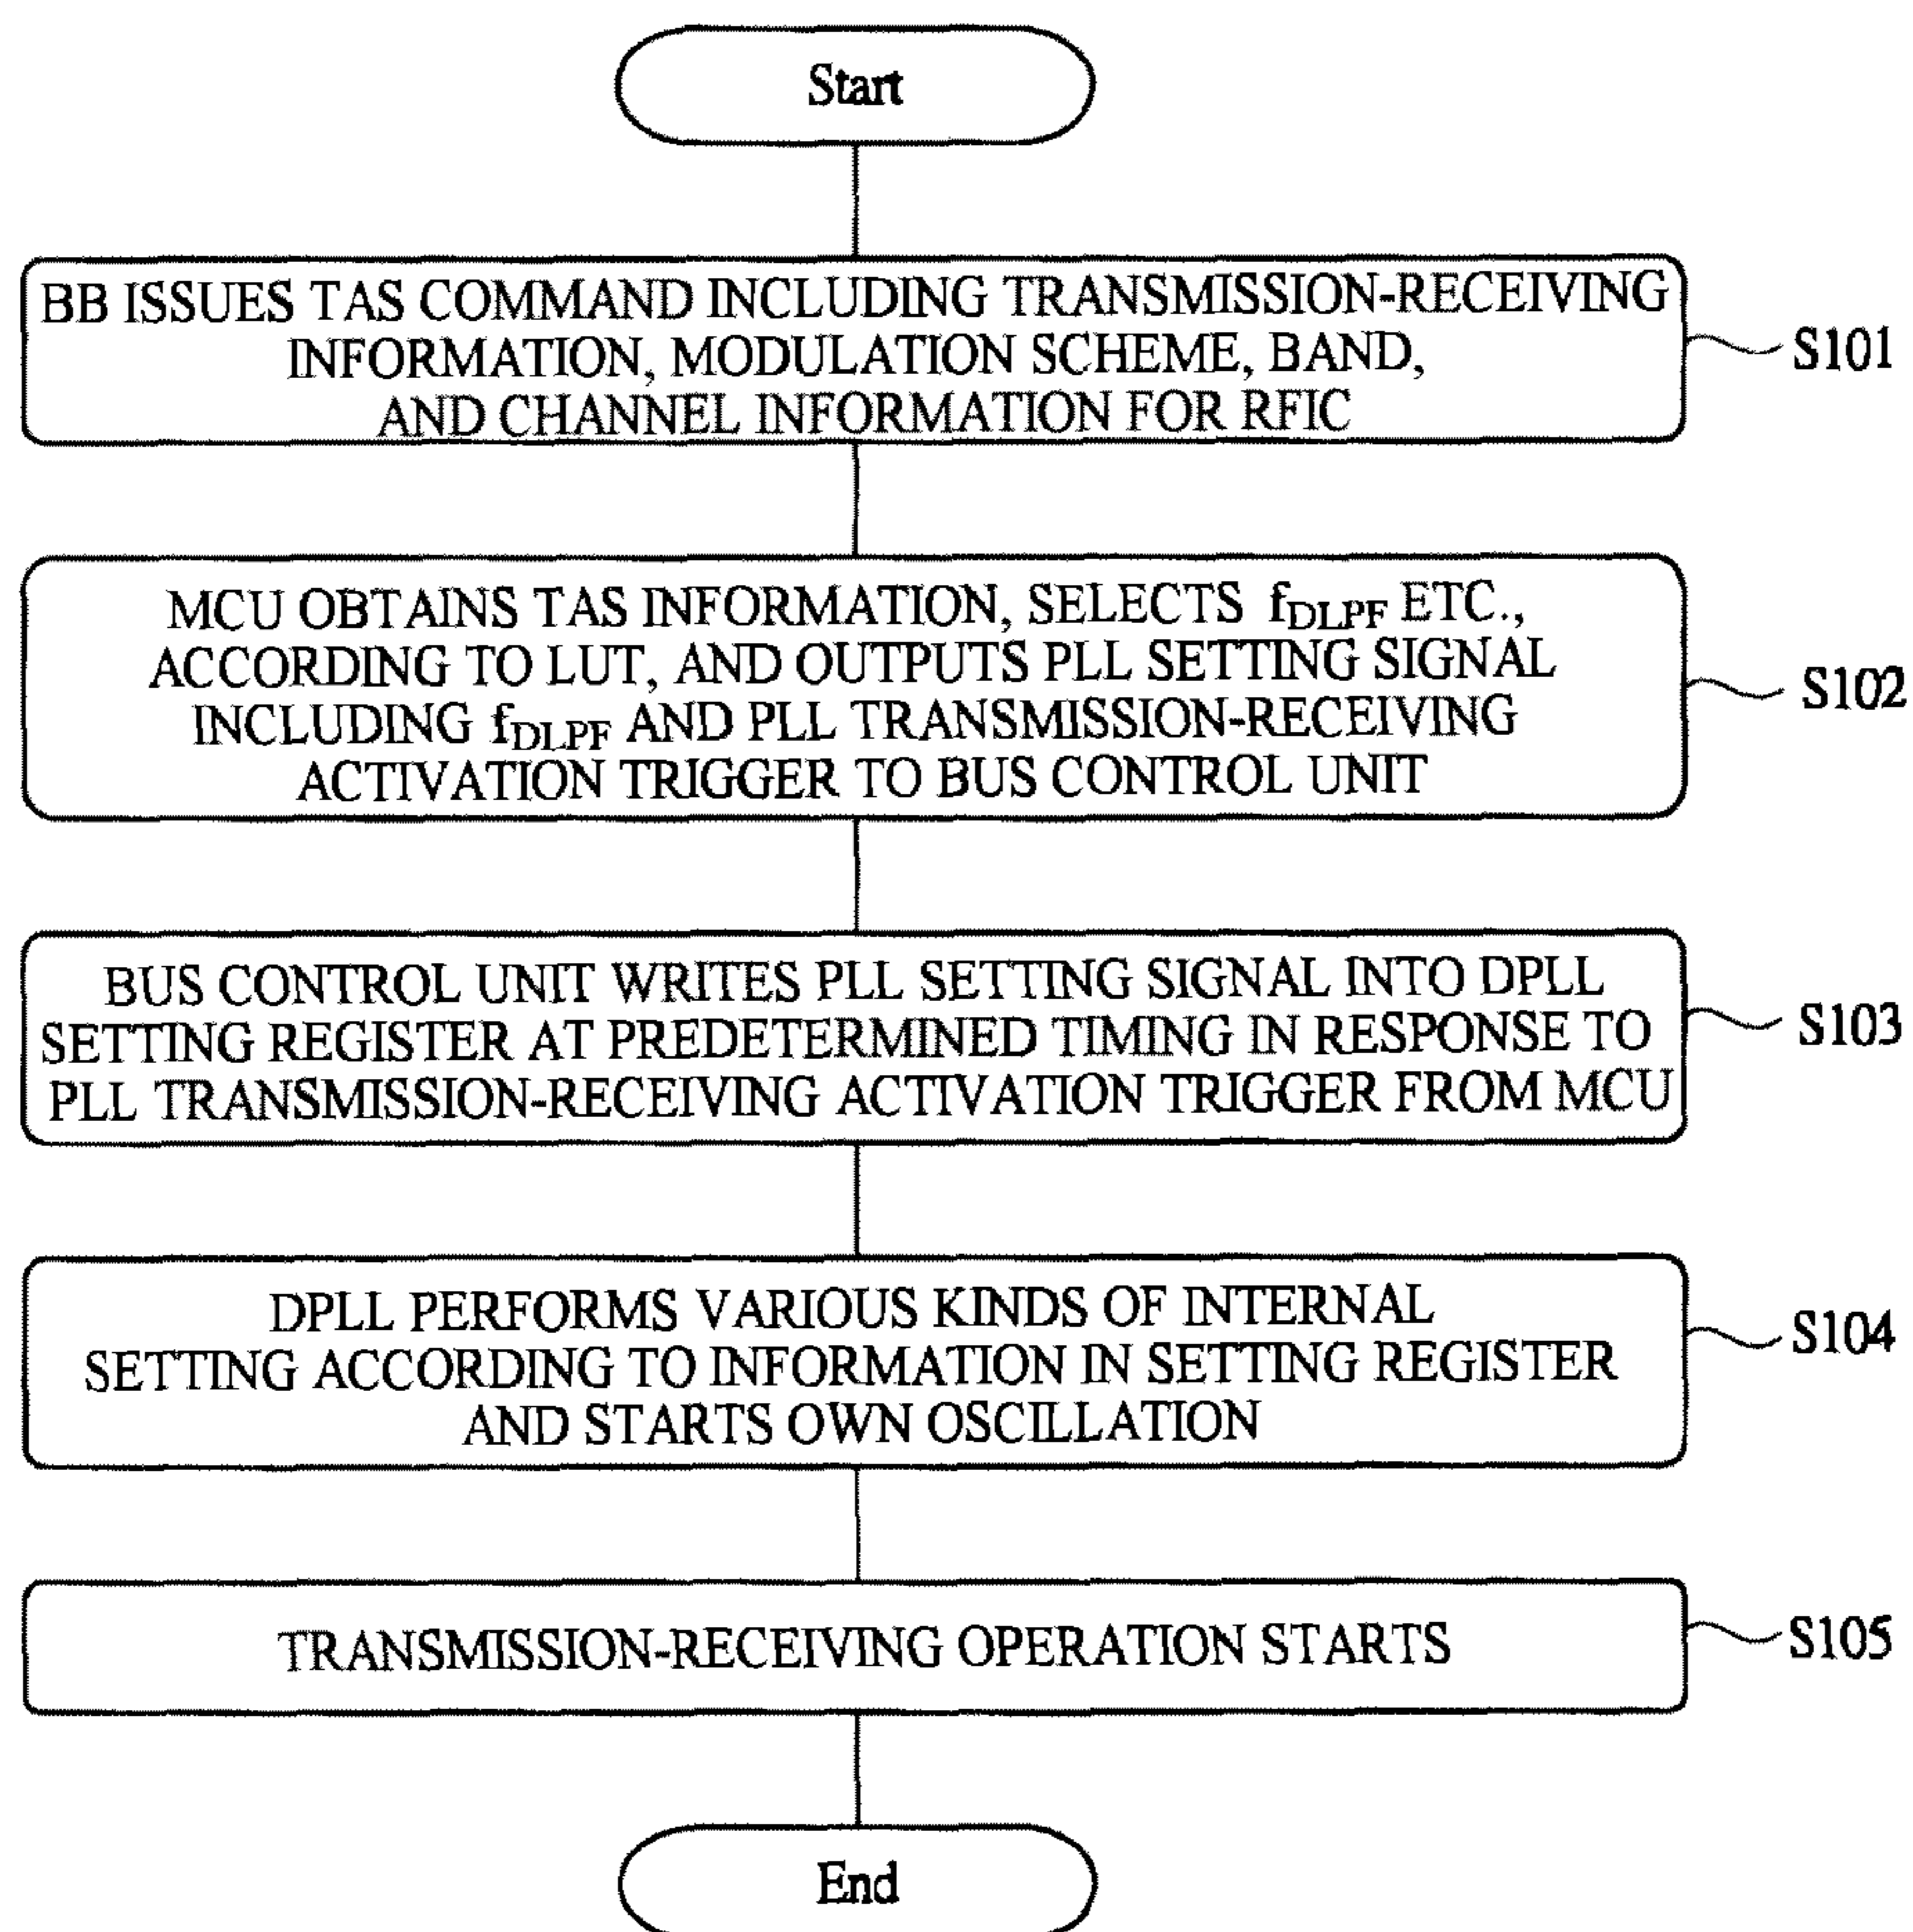 Start
BB ISSUES TAS COMMAND INCLUDING TRANSMISSION-RECEIVING
INFORMATION, MODULATION SCHEME, BAND,
AND CHANNEL INFORMATION FOR RFIC
S101
MCU OBTAINS TAS INFORMATION, SELECTS fDLPF ETC.,
ACCORDING TO LUT, AND OUTPUTS PLL SETTING SIGNAL
INCLUDING fDLPF AND PLL TRANSMISSION-RECEIVING
ACTIVATION TRIGGER TO BUS CONTROL UNIT
S102
BUS CONTROL UNIT WRITES PLL SETTING SIGNAL INTO DPLL
SETTING REGISTER AT PREDETERMINED TIMING IN RESPONSE TO
PLL TRANSMISSION-RECEIVING ACTIVATION TRIGGER FROM MCU
S103
DPLL PERFORMS VARIOUS KINDS OF INTERNAL
SETTING ACCORDING TO INFORMATION IN SETTING REGISTER
AND STARTS OWN OSCILLATION
S104
TRANSMISSION-RECEIVING OPERATION STARTS
S105
End